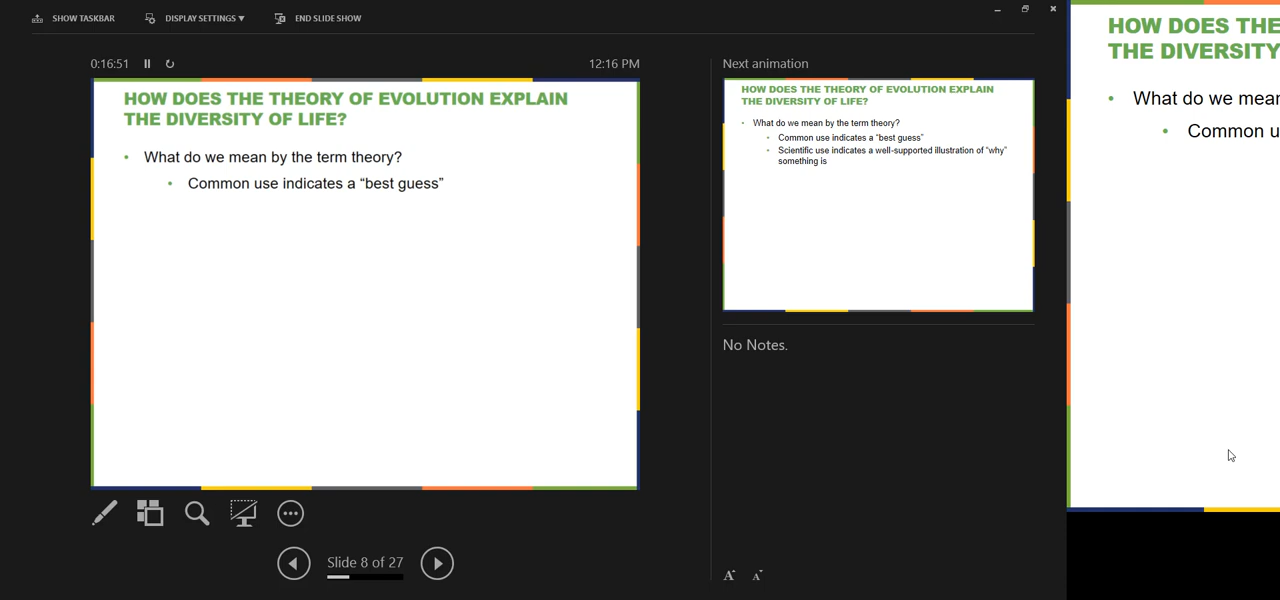 SHOW TASKBAR
DISPLAY SETTINGS ▼
END SLIDE SHOW
0:16:51
12:16 PM
HOW DOES THE THEORY OF EVOLUTION EXPLAIN
THE DIVERSITY OF LIFE?
• What do we mean by the term theory?
• Common use indicates a “best guess”
Slide 8 of 27
Next animation
HOW DOES THE THEORY OF EVOLUTION EXPLAIN
THE DIVERSITY OF LIFE?
• What do we mean by the term theory?
• Common use indicates a “best guess”
• Scientific use indicates a well-supported illustration of “why”
something is
No Notes.
A A
HOW DOES THE
THE DIVERSITY
• What do we mean
• Common u